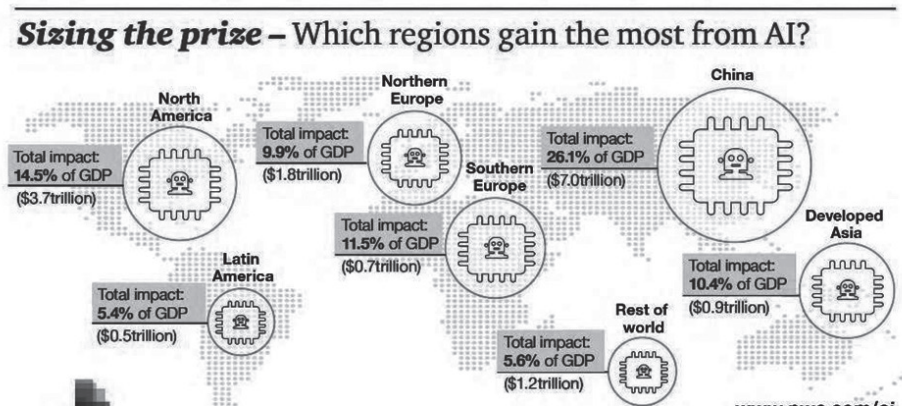 Sizing the prize – Which regions gain the most from AI?
North
America
Total impact:
14.5% of GDP
($3.7trillion)
Northern
Europe
Total impact:
9.9% of GDP
($1.8trillion)
China
Total impact:
26.1% of GDP
($7.0trillion)
Southern
Europe
Total impact:
11.5% of GDP
($0.7trillion)
Developed
Asia
Total impact:
10.4% of GDP
($0.9trillion)
Latin
America
Total impact:
5.4% of GDP
($0.5trillion)
Rest of
world
Total impact:
5.6% of GDP
($1.2trillion)